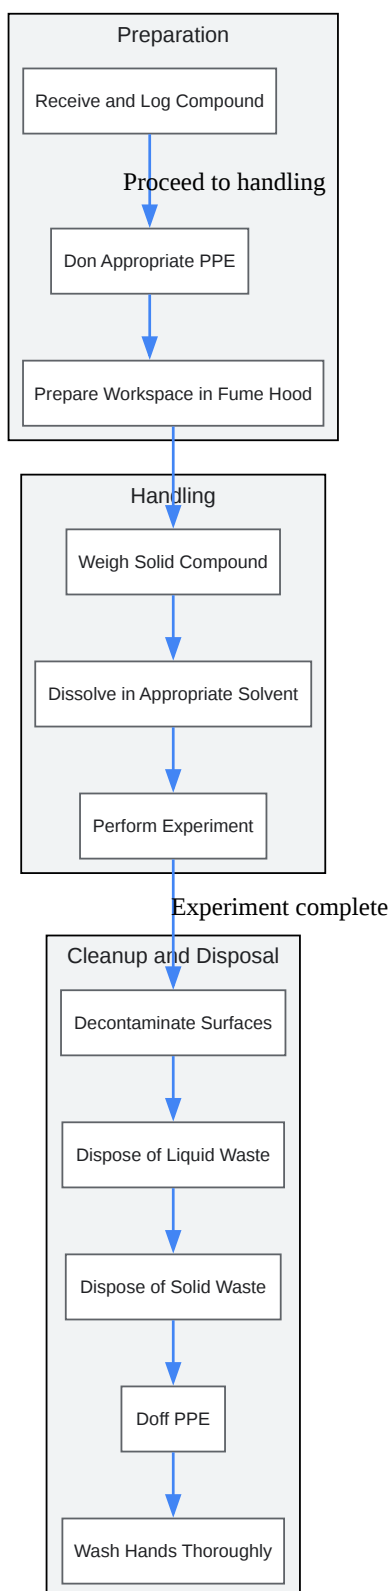 Preparation
Receive and Log Compound
Proceed to handling
Don Appropriate PPE
Prepare Workspace in Fume Hood
Handling
Weigh Solid Compound
Dissolve in Appropriate Solvent
Perform Experiment
Experiment complete
Cleanup and Disposal
Decontaminate Surfaces
Dispose of Liquid Waste
Dispose of Solid Waste
Doff PPE
Wash Hands Thoroughly